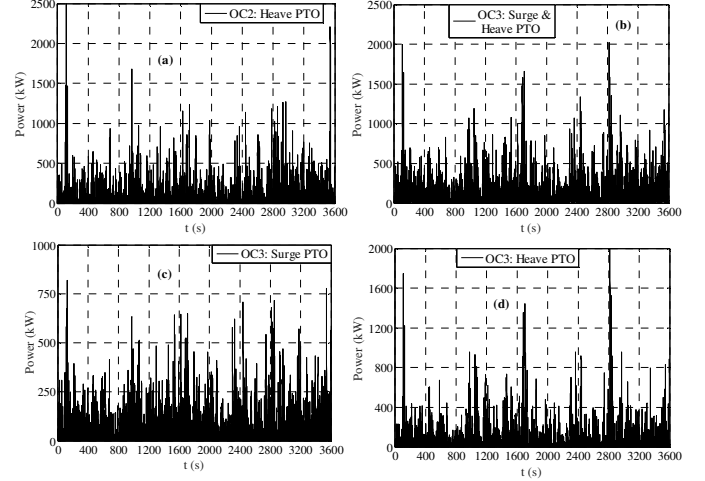 2500
OC2: Heave PTO
2000
(a)
1500
1000
500
0
Power (kW)
0 400 800 1200 1600 2000 2400 2800 3600
t (s)
2500
OC3: Surge &
Heave PTO
(b)
2000
1500
1000
500
0
Power (kW)
0 400 800 1200 1600 2000 2400 2800 3600
t (s)
1000
OC3: Surge PTO
(c)
750
500
250
0
Power (kW)
0 400 800 1200 1600 2000 2400 2800 3600
t (s)
2000
OC3: Heave PTO
1600
(d)
1200
800
400
0
Power (kW)
0 400 800 1200 1600 2000 2400 2800 3600
t (s)